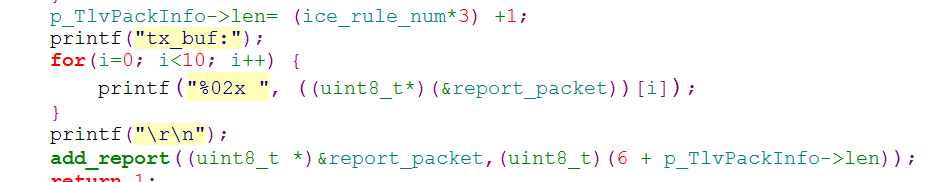 p_TlvPackInfo->len= (ice_rule_num*3) +1;
printf("tx_buf:");
for(i=0; i<10; i++) {
printf("%02x ", ((uint8_t*)(&report_packet))[i]);
}
printf("\r\n");
add_report((uint8_t *)&report_packet,(uint8_t)(6 + p_TlvPackInfo->len));
return 1;